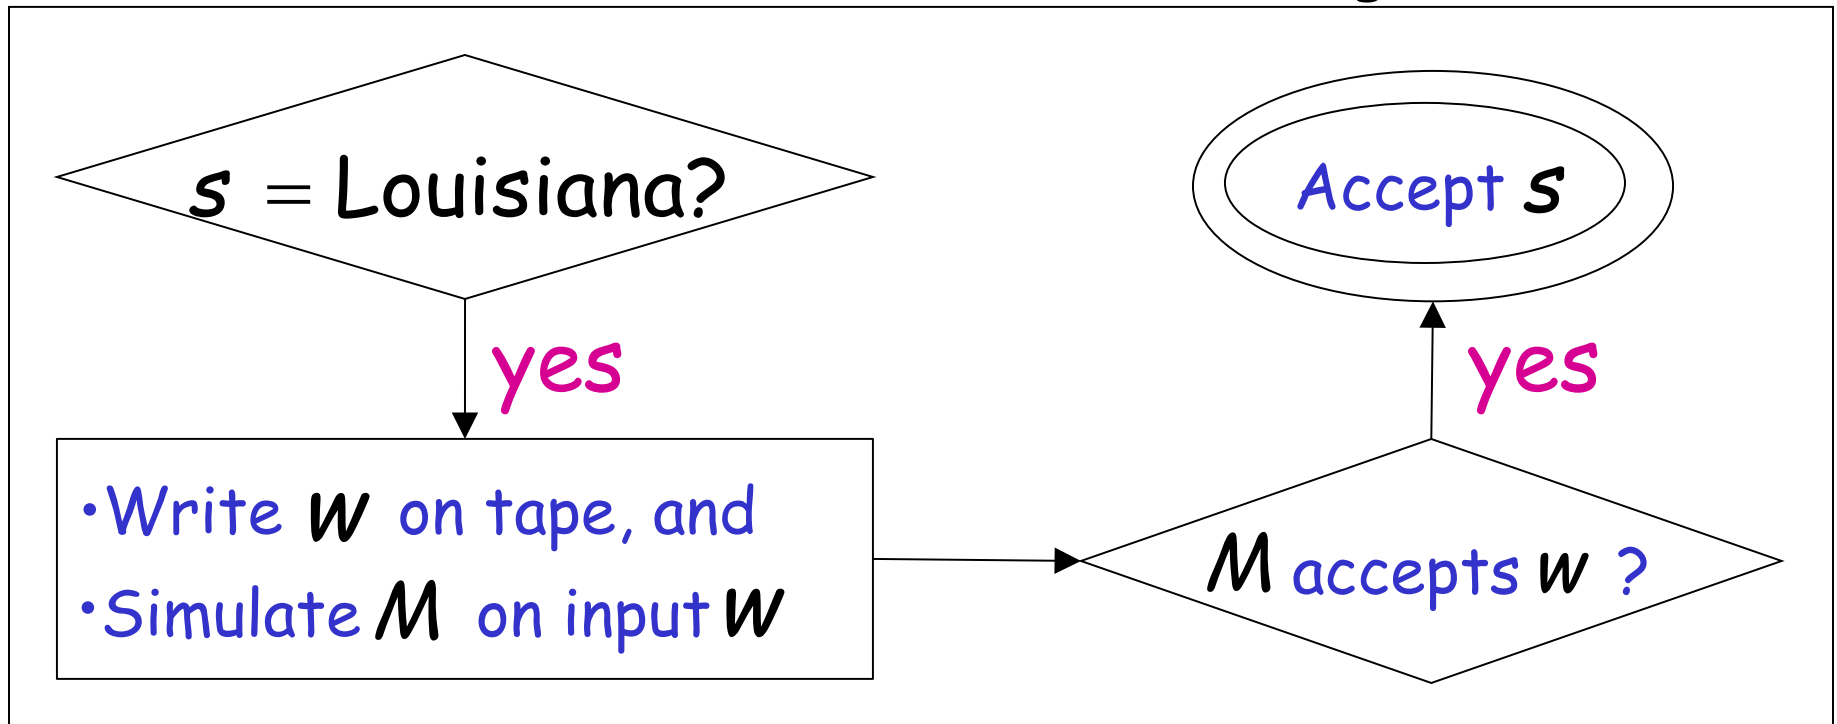 s = Louisiana?
yes
•Write w on tape, and
•Simulate M on input w
M accepts w ?
yes
Accept s